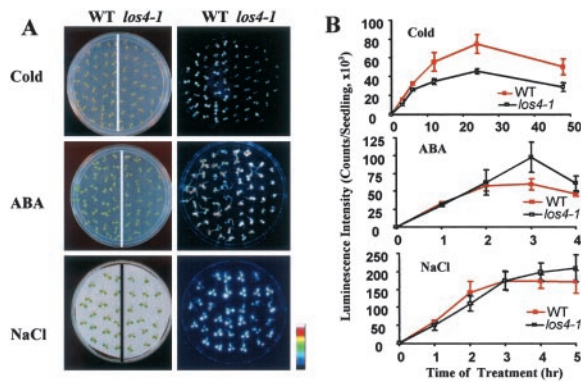 A
WT los4-1 WT los4-1
Cold
ABA
NaCl
B
Luminescence Intensity (Counts/Seedling, x10³)
100
80
60
40
20
0
Cold
WT
los4-1
0 10 20 30 40 50
125
100
75
50
25
0
ABA
WT
los4-1
0 1 2 3 4
250
200
150
100
50
0
NaCl
WT
los4-1
0 1 2 3 4 5
Time of Treatment (hr)